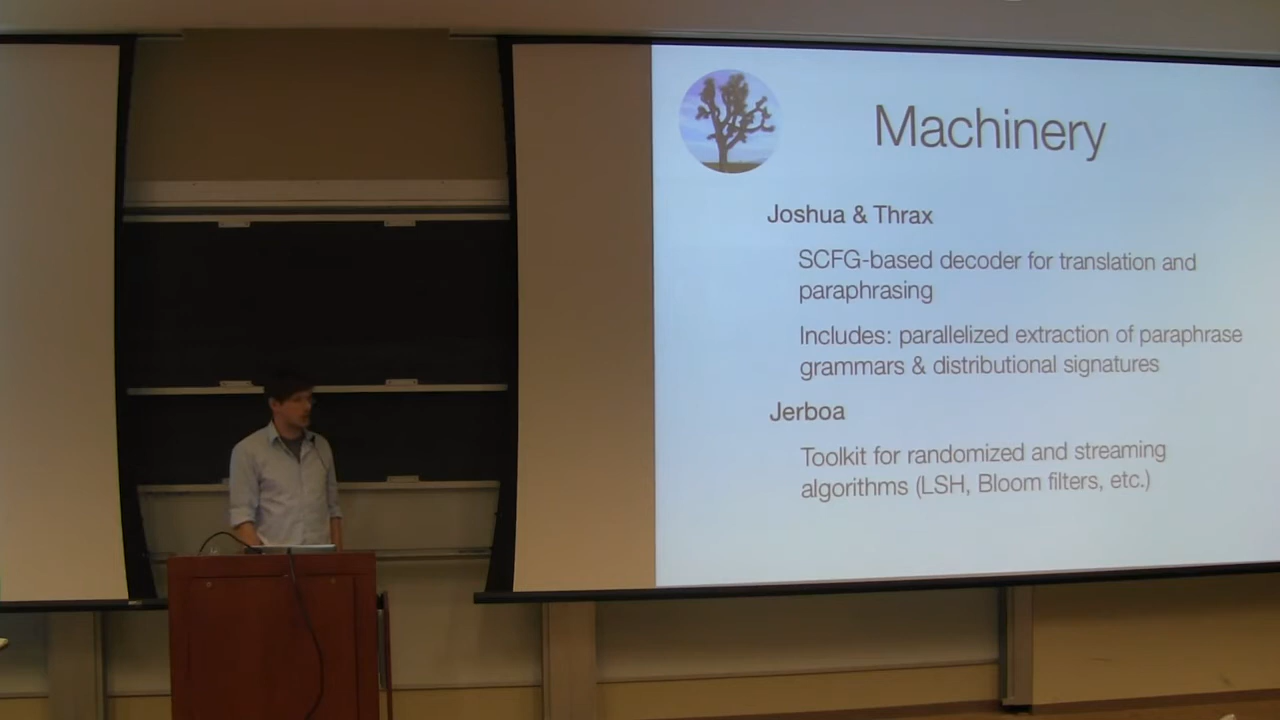 Machinery
Joshua & Thrax
SCFG-based decoder for translation and
paraphrasing
Includes: parallelized extraction of paraphrase
grammars & distributional signatures
Jerboa
Toolkit for randomized and streaming
algorithms (LSH, Bloom filters, etc.)